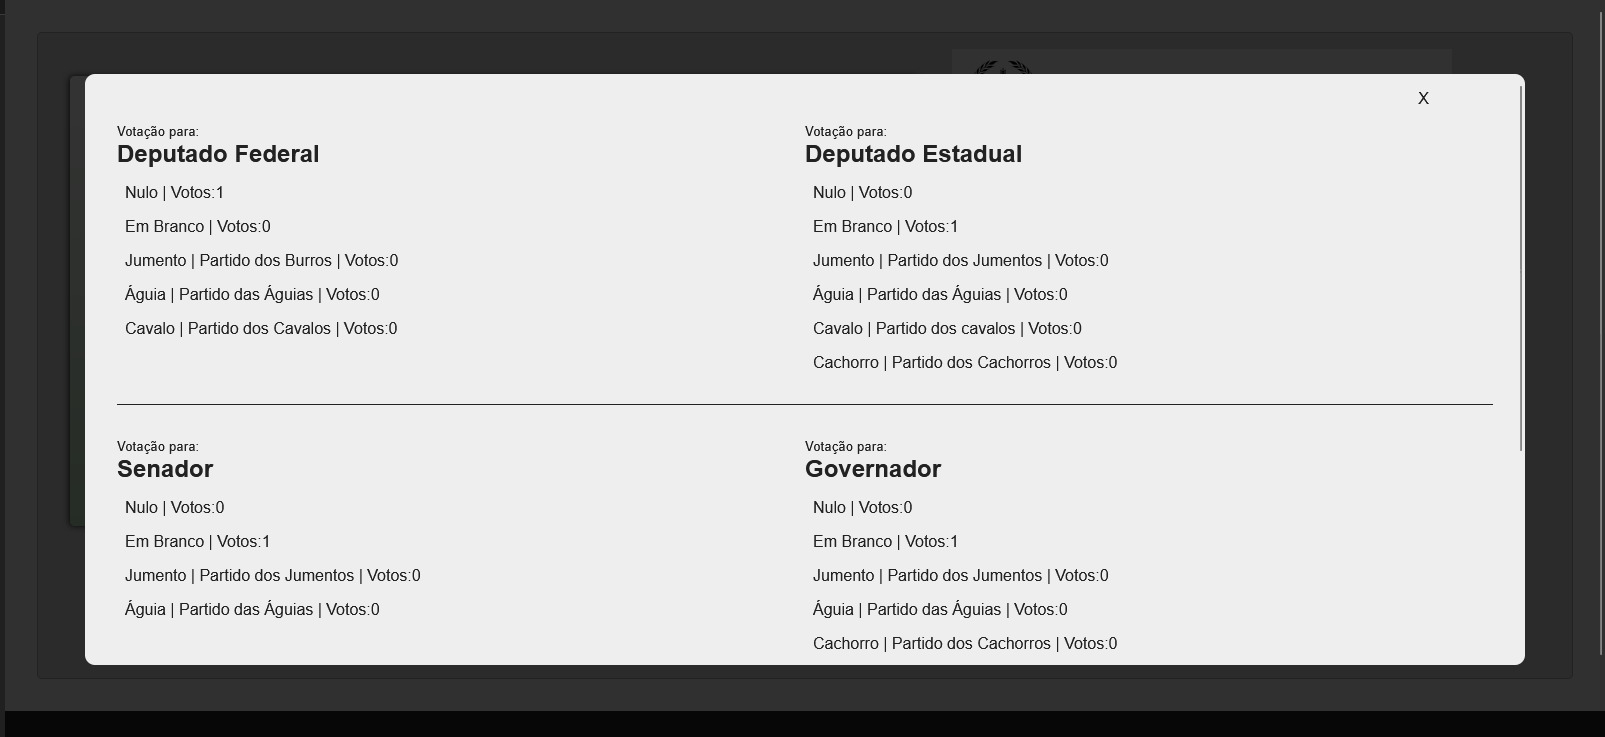 X
Votação para:
Deputado Federal
Nulo | Votos:1
Em Branco | Votos:0
Jumento | Partido dos Burros | Votos:0
Águia | Partido das Águias | Votos:0
Cavalo | Partido dos Cavalos | Votos:0
Votação para:
Deputado Estadual
Nulo | Votos:0
Em Branco | Votos:1
Jumento | Partido dos Jumentos | Votos:0
Águia | Partido das Águias | Votos:0
Cavalo | Partido dos cavalos | Votos:0
Cachorro | Partido dos Cachorros | Votos:0
Votação para:
Senador
Nulo | Votos:0
Em Branco | Votos:1
Jumento | Partido dos Jumentos | Votos:0
Águia | Partido das Águias | Votos:0
Votação para:
Governador
Nulo | Votos:0
Em Branco | Votos:1
Jumento | Partido dos Jumentos | Votos:0
Águia | Partido das Águias | Votos:0
Cachorro | Partido dos Cachorros | Votos:0